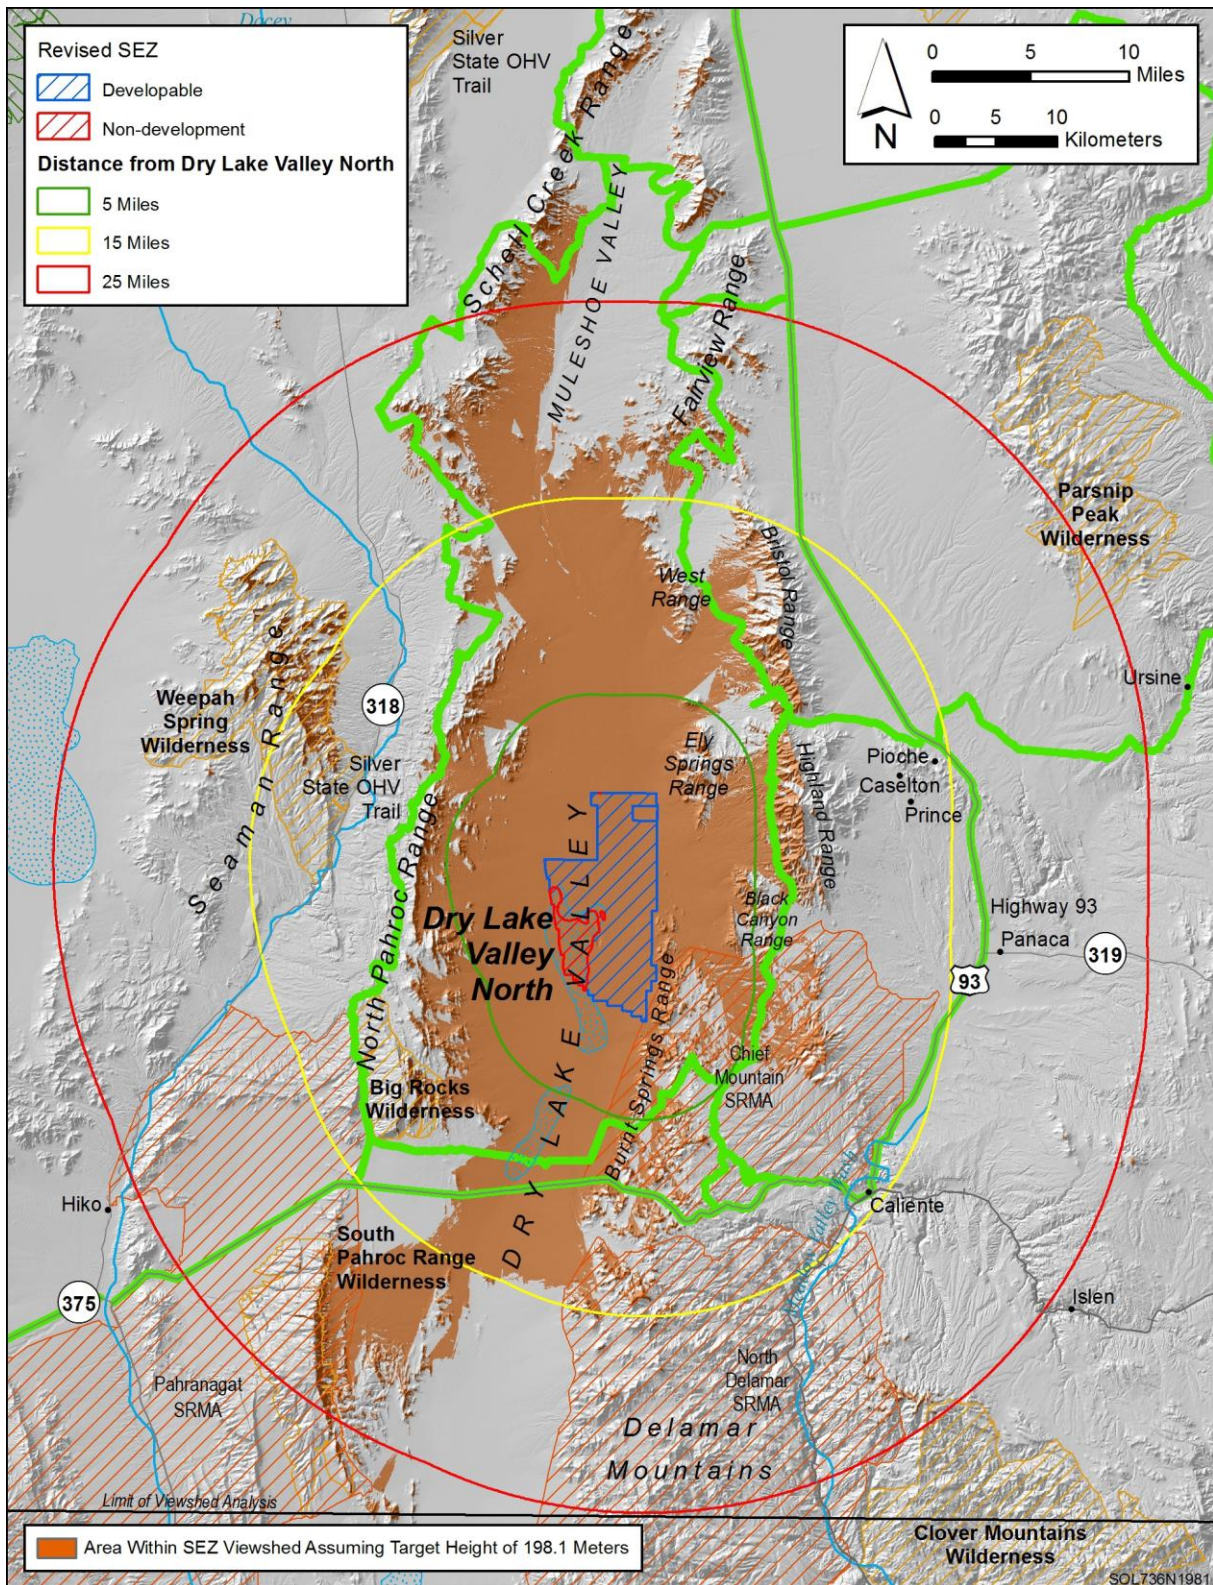 Docey
Revised SEZ
Developable
Non-development
Distance from Dry Lake Valley North
5 Miles
15 Miles
25 Miles
Silver
State OHV
Trail
0 5 10
Miles
0 5 10
Kilometers
N
Schell Creek Range
MULESHOE VALLEY
Fairview Range
Parsnip
Peak
Wilderness
West
Range
Bristol Range
Weepah
Spring
Wilderness
Seaman Range
318
Silver
State OHV
Trail
Ursine
Ely
Springs
Range
Highland Range
Pioche
Caselton
Prince
North Pahroc Range
Dry Lake
Valley
North
DRY LAKE VALLEY
Black
Canyon
Range
Highway 93
Panaca
319
93
Burnt Springs Range
Chief
Mountain
SRMA
Big Rocks
Wilderness
Hiko
Meadow Valley Wash
Caliente
South
Pahroc Range
Wilderness
375
Islen
Pahranagat
SRMA
North
Delamar
SRMA
Delamar
Mountains
Limit of Viewshed Analysis
Clover Mountains
Wilderness
Area Within SEZ Viewshed Assuming Target Height of 198.1 Meters
SOL736N1981